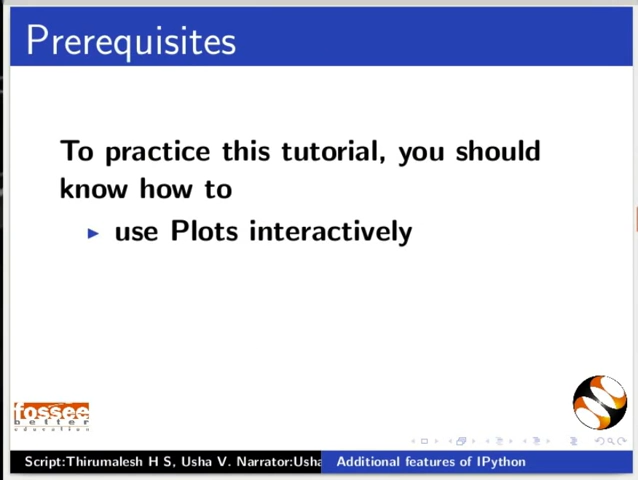 Prerequisites
To practice this tutorial, you should
know how to
use Plots interactively
fossee
better
education
Script:Thirumalesh H S, Usha V. Narrator:Usha
Additional features of IPython